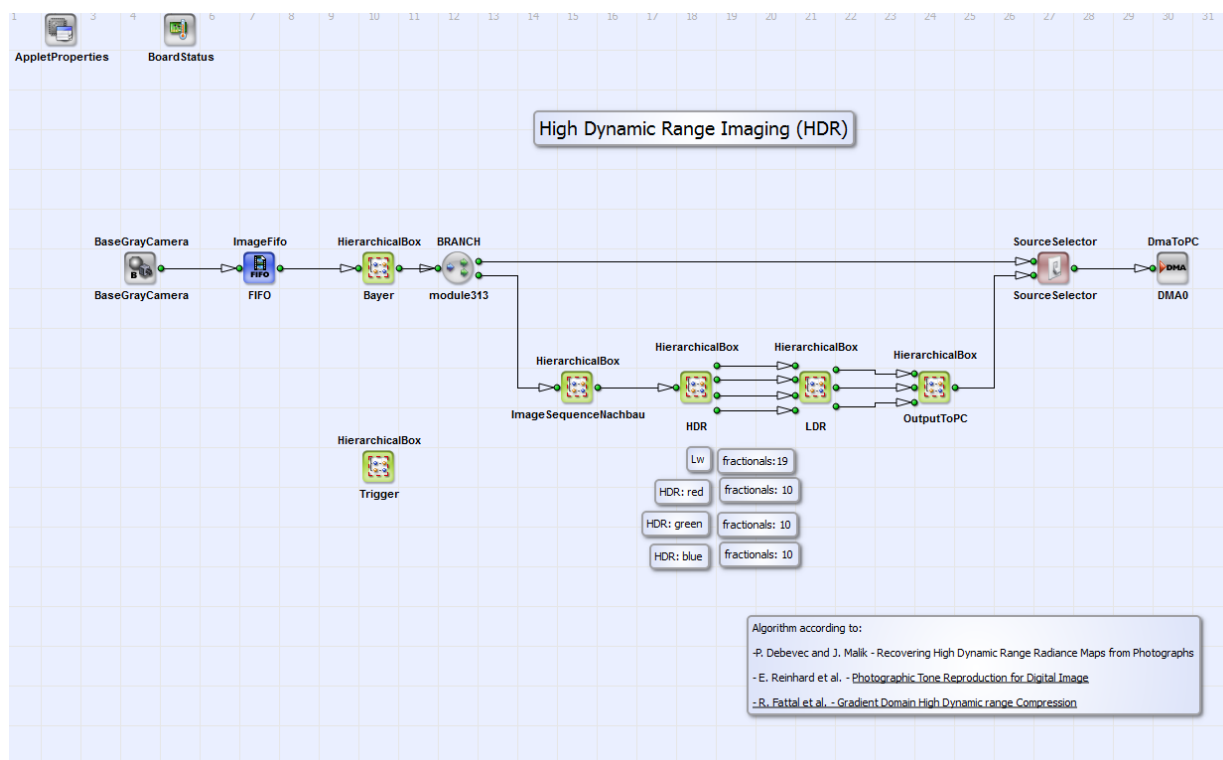 1 3 4 6 7 8 9 10 11 12 13 14 15 16 17 18 19 20 21 22 23 24 25 26 27 28 29 30 31
AppletProperties BoardStatus
High Dynamic Range Imaging (HDR)
BaseGrayCamera ImageFifo HierarchicalBox BRANCH SourceSelector DmaToPC
B 16 FIFO DMA
BaseGrayCamera FIFO Bayer module313 SourceSelector DMA0
HierarchicalBox HierarchicalBox HierarchicalBox HierarchicalBox
ImageSequenceNachbau HDR LDR OutputToPC
HierarchicalBox
Trigger
Lw fractionals:19
HDR: red fractionals: 10
HDR: green fractionals: 10
HDR: blue fractionals: 10
Algorithm according to:
-P. Debevec and J. Malik - Recovering High Dynamic Range Radiance Maps from Photographs
- E. Reinhard et al. - Photographic Tone Reproduction for Digital Image
- R. Fattal et al. - Gradient Domain High Dynamic range Compression